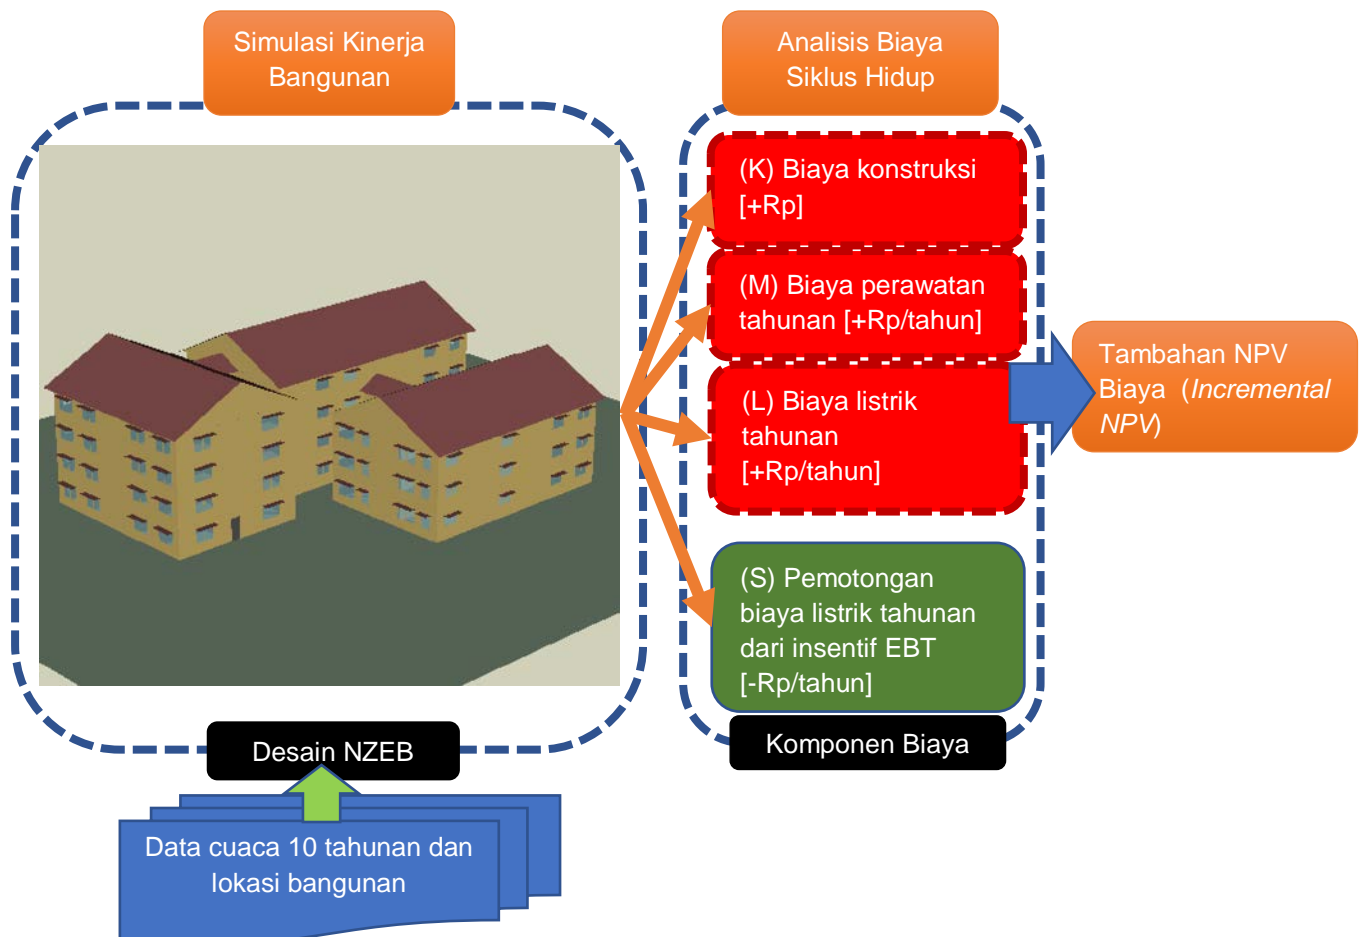 Simulasi Kinerja
Bangunan
Desain NZEB
Data cuaca 10 tahunan dan
lokasi bangunan
Analisis Biaya
Siklus Hidup
(K) Biaya konstruksi
[+Rp]
(M) Biaya perawatan
tahunan [+Rp/tahun]
(L) Biaya listrik
tahunan
[+Rp/tahun]
(S) Pemotongan
biaya listrik tahunan
dari insentif EBT
[-Rp/tahun]
Komponen Biaya
Tambahan NPV
Biaya (Incremental
NPV)